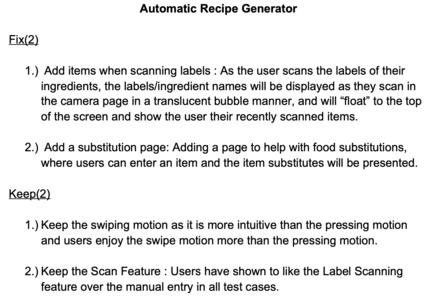 Automatic Recipe Generator
Fix(2)
1.) Add items when scanning labels : As the user scans the labels of their
ingredients, the labels/ingredient names will be displayed as they scan in
the camera page in a translucent bubble manner, and will “float” to the top
of the screen and show the user their recently scanned items.
2.) Add a substitution page: Adding a page to help with food substitutions,
where users can enter an item and the item substitutes will be presented.
Keep(2)
1.) Keep the swiping motion as it is more intuitive than the pressing motion
and users enjoy the swipe motion more than the pressing motion.
2.) Keep the Scan Feature : Users have shown to like the Label Scanning
feature over the manual entry in all test cases.